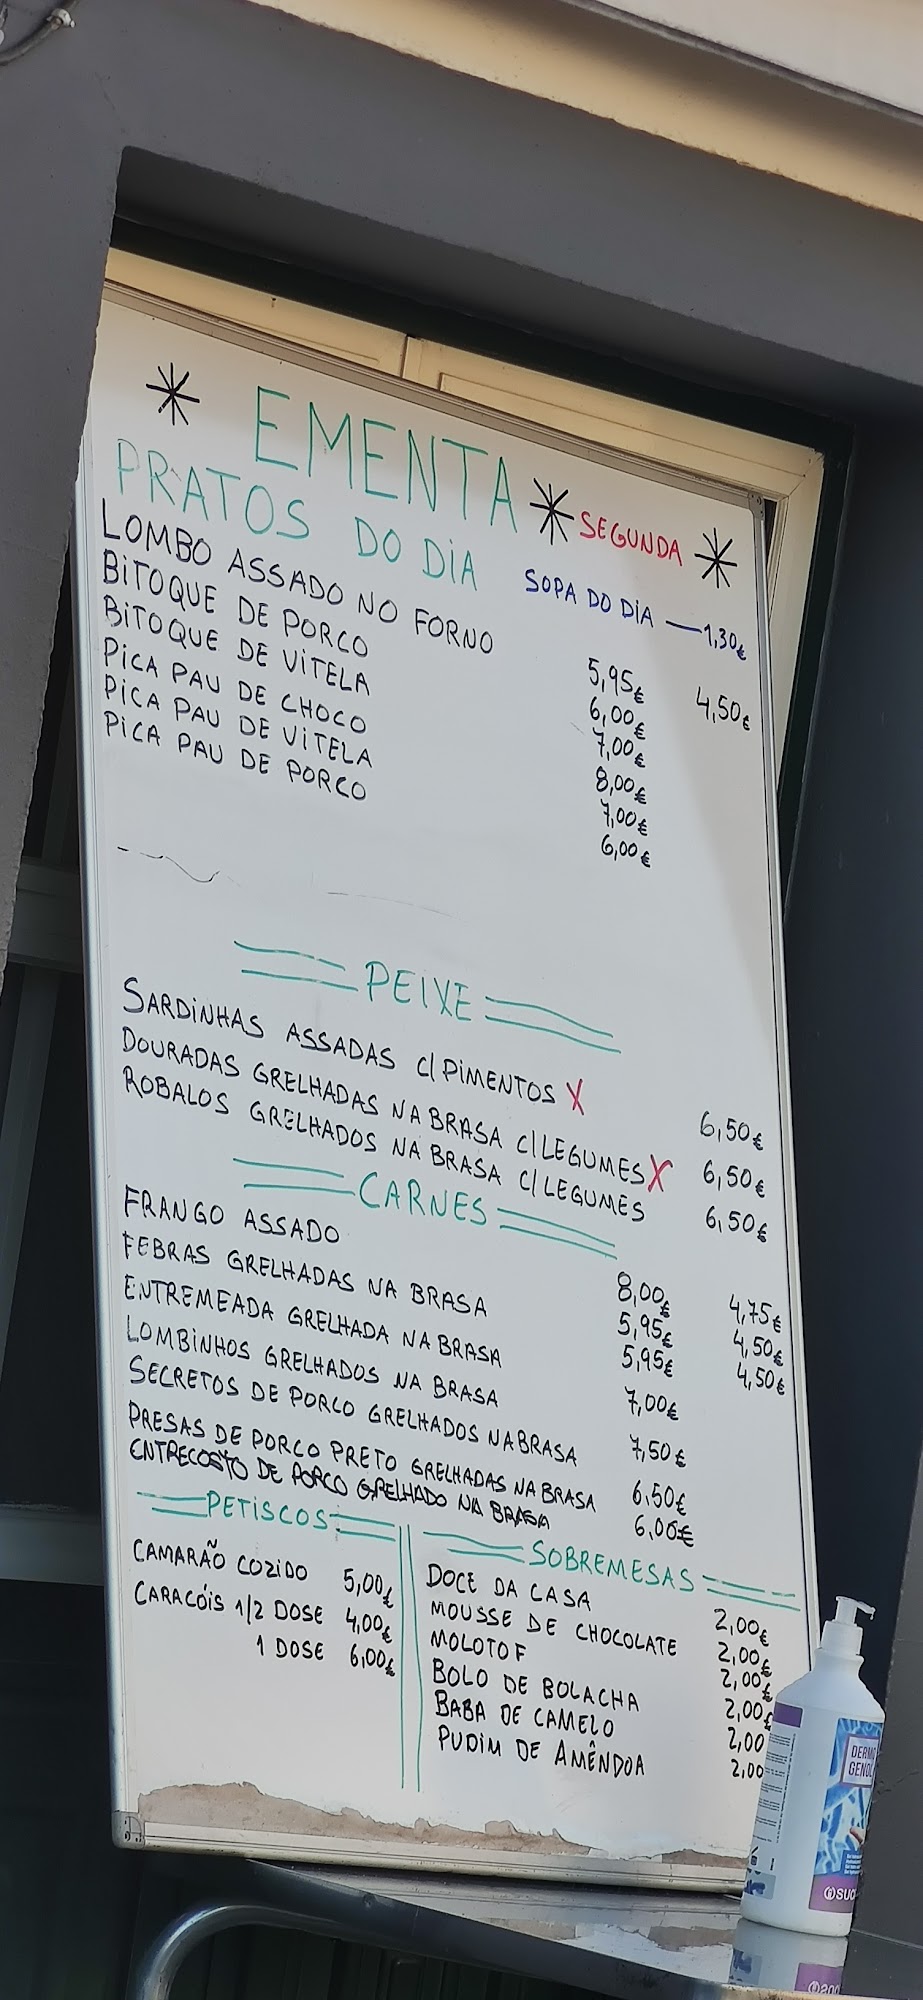 * EMENTA * SEGUNDA *
PRATOS DO DIA SOPA DO DIA — 1,30€
LOMBO ASSADO NO FORNO 5,95€ 4,50€
BITOQUE DE PORCO 6,00€
BITOQUE DE VITELA 7,00€
PICA PAU DE CHOCO 8,00€
PICA PAU DE VITELA 7,00€
PICA PAU DE PORCO 6,00€
PEIXE
SARDINHAS ASSADAS C/ PIMENTOS X 6,50€
DOURADAS GRELHADAS NA BRASA C/ LEGUMES X 6,50€
ROBALOS GRELHADOS NA BRASA C/ LEGUMES 6,50€
CARNES
FRANGO ASSADO 8,00€ 4,75€
FEBRAS GRELHADAS NA BRASA 5,95€ 4,50€
ENTREMEADA GRELHADA NA BRASA 5,95€ 4,50€
LOMBINHOS GRELHADOS NA BRASA 7,00€
SECRETOS DE PORCO GRELHADOS NA BRASA 7,50€
PRESAS DE PORCO PRETO GRELHADAS NA BRASA 6,50€
ENTRECOSTO DE PORCO GRELHADO NA BRASA 6,00€
PETISCOS
CAMARÃO COZIDO 5,00€
CARACÓIS 1/2 DOSE 4,00€
1 DOSE 6,00€
SOBREMESAS
DOCE DA CASA 2,00€
MOUSSE DE CHOCOLATE 2,00€
MOLOTOF 2,00€
BOLO DE BOLACHA 2,00€
BABA DE CAMELO 2,00
PUDIM DE AMÊNDOA 2,00
DERMO
GENOL
SUC